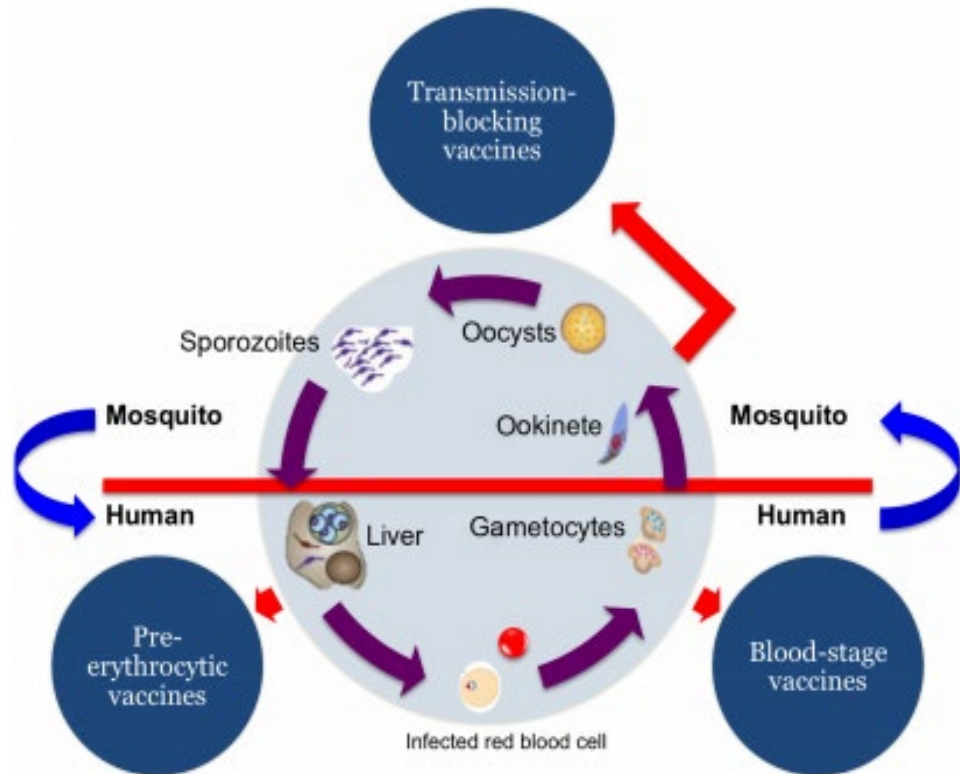 Transmission-
blocking
vaccines
Oocysts
Sporozoites
Ookinete
Mosquito
Mosquito
Human
Human
Liver
Gametocytes
Pre-
erythrocytic
vaccines
Blood-stage
vaccines
Infected red blood cell